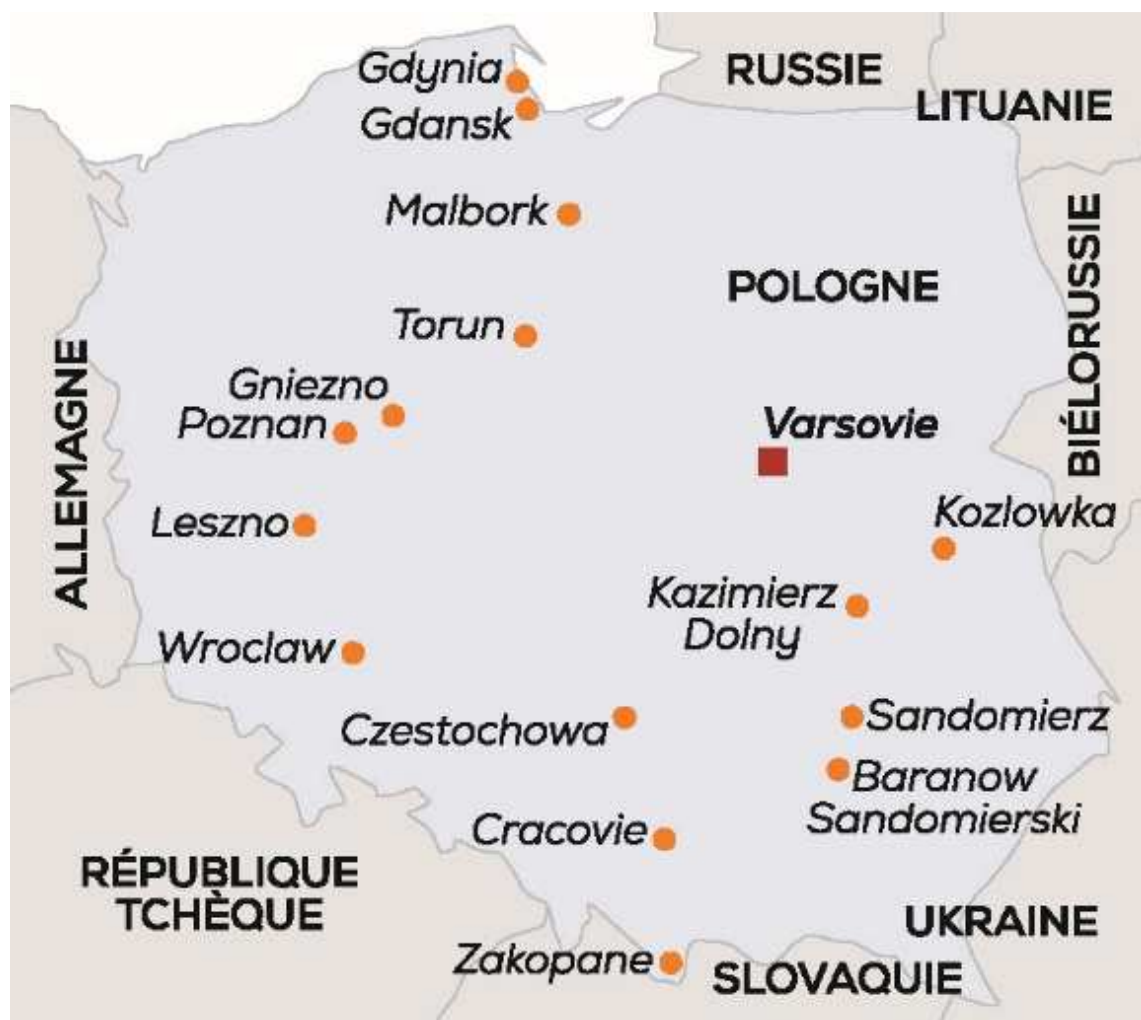 Gdynia
RUSSIE
LITUANIE
Gdansk
Malbork
BIÉLORUSSIE
POLOGNE
Torun
ALLEMAGNE
Gniezno
Poznan
Varsovie
Leszno
Kozlowka
Kazimierz
Dolny
Wroclaw
Czestochowa
Sandomierz
Baranow
Sandomierski
Cracovie
RÉPUBLIQUE
TCHÈQUE
UKRAINE
Zakopane
SLOVAQUIE